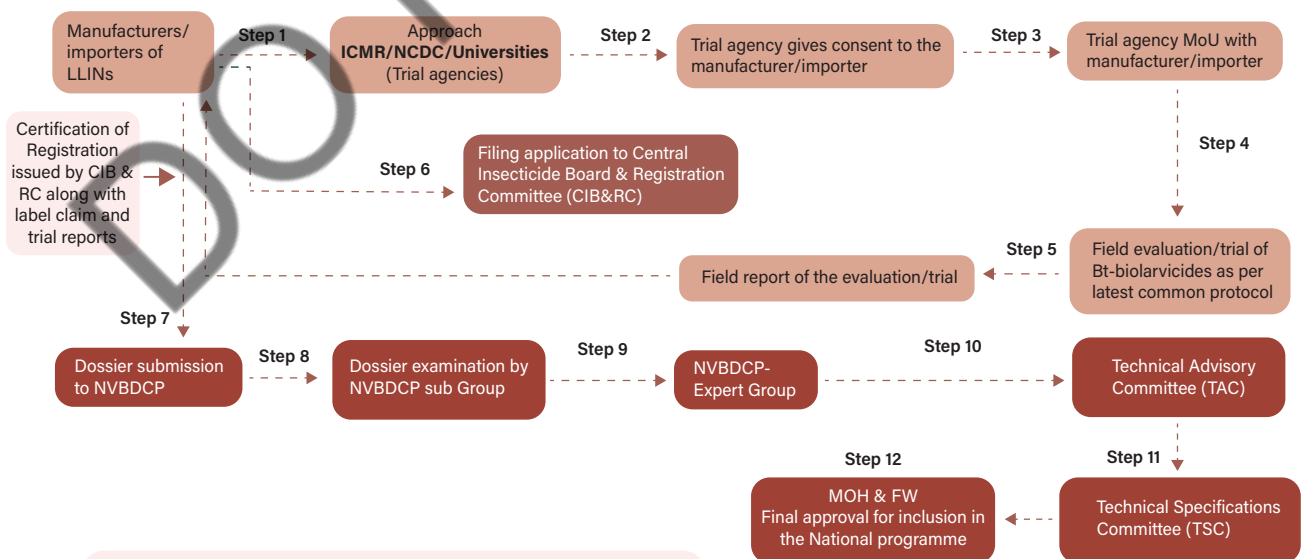 Manufacturers/
importers of
LLINs
Step 1
Approach
ICMR/NCDC/Universities
(Trial agencies)
Step 2
Trial agency gives consent to the
manufacturer/importer
Step 3
Trial agency MoU with
manufacturer/importer
Step 4
Certification of
Registration
issued by CIB &
RC along with
label claim and
trial reports
Step 6
Filing application to Central
Insecticide Board & Registration
Committee (CIB&RC)
Step 5
Field evaluation/trial of
Bt-biolarvicides as per
latest common protocol
Field report of the evaluation/trial
Step 7
Dossier submission
to NVBDCP
Step 8
Dossier examination by
NVBDCP sub Group
Step 9
NVBDCP-
Expert Group
Step 10
Technical Advisory
Committee (TAC)
Step 11
Technical Specifications
Committee (TSC)
Step 12
MOH & FW
Final approval for inclusion in
the National programme